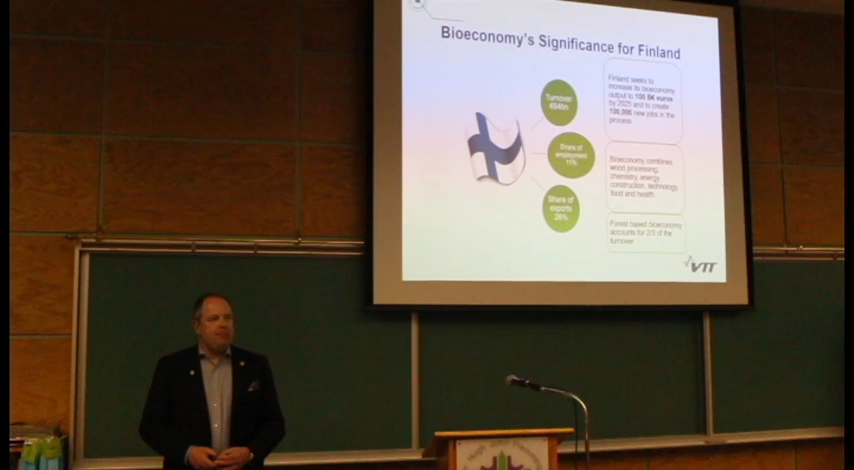 Bioeconomy's Significance for Finland
Turnover
€64bn
Share of
employment
11%
Share of
exports
26%
Finland seeks to
increase its bioeconomy
output to 100 BK euros
by 2025 and to create
100,000 new jobs in the
process.
Bioeconomy combines
wood processing,
chemistry, energy,
construction, technology,
food and health.
Forest based bioeconomy
accounts for 2/3 of the
turnover
VTT
Hugh John